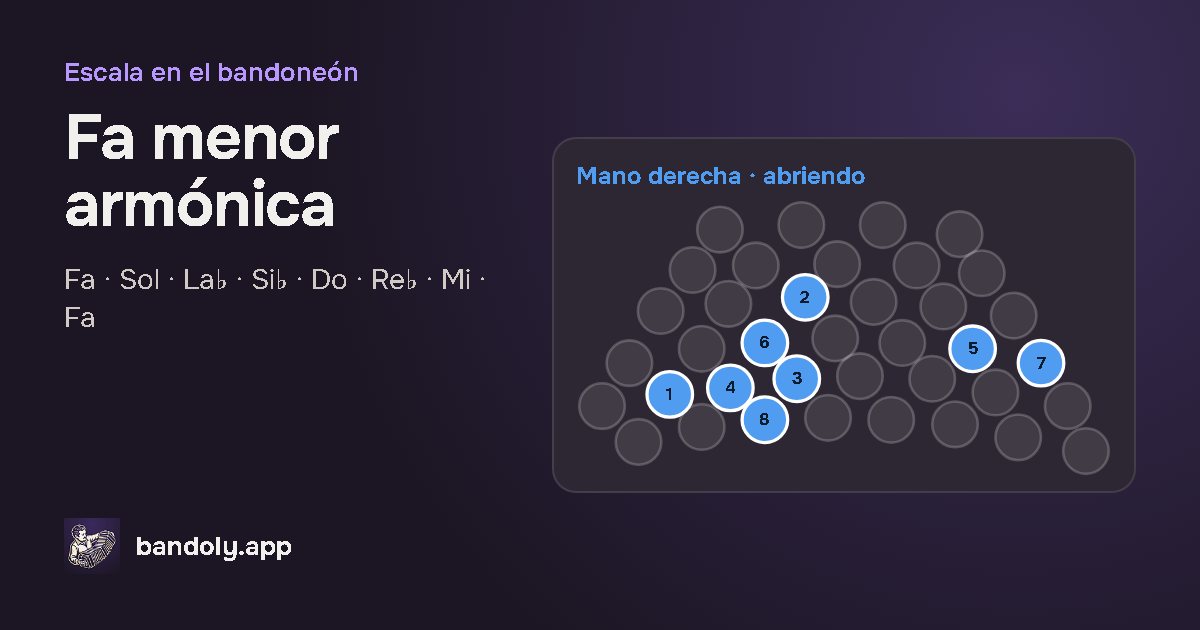 Escala en el bandoneón
Fa menor
armónica
Fa · Sol · La♭ · Si♭ · Do · Re♭ · Mi ·
Fa
Mano derecha · abriendo
2
6
5
7
3
4
1
8
bandoly.app